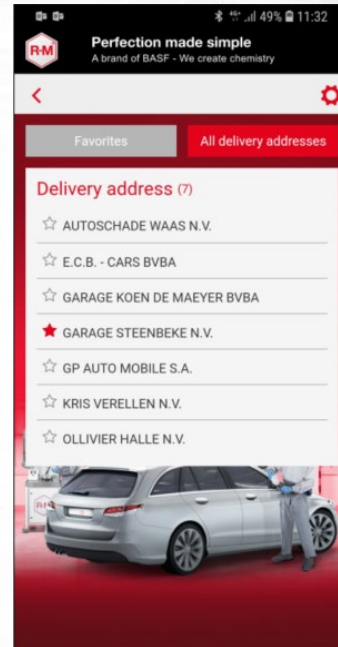 49% 11:32
R-M
Perfection made simple
A brand of BASF - We create chemistry
Favorites
All delivery addresses
Delivery address (7)
AUTOSCHADE WAAS N.V.
E.C.B. - CARS BVBA
GARAGE KOEN DE MAEYER BVBA
GARAGE STEENBEKE N.V.
GP AUTO MOBILE S.A.
KRIS VERELLEN N.V.
OLLIVIER HALLE N.V.
R-M